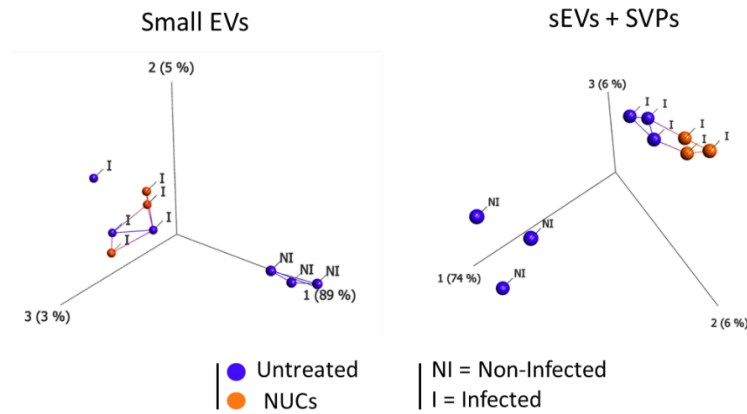 Small EVs
sEVs + SVPs
2 (5 %)
I
I
I
I
I
I
NI
NI
NI
1 (89 %)
3 (3 %)
3 (6 %)
I
I
I
I
I
I
NI
NI
NI
1 (74 %)
2 (6 %)
Untreated
NUCs
NI = Non-Infected
I = Infected